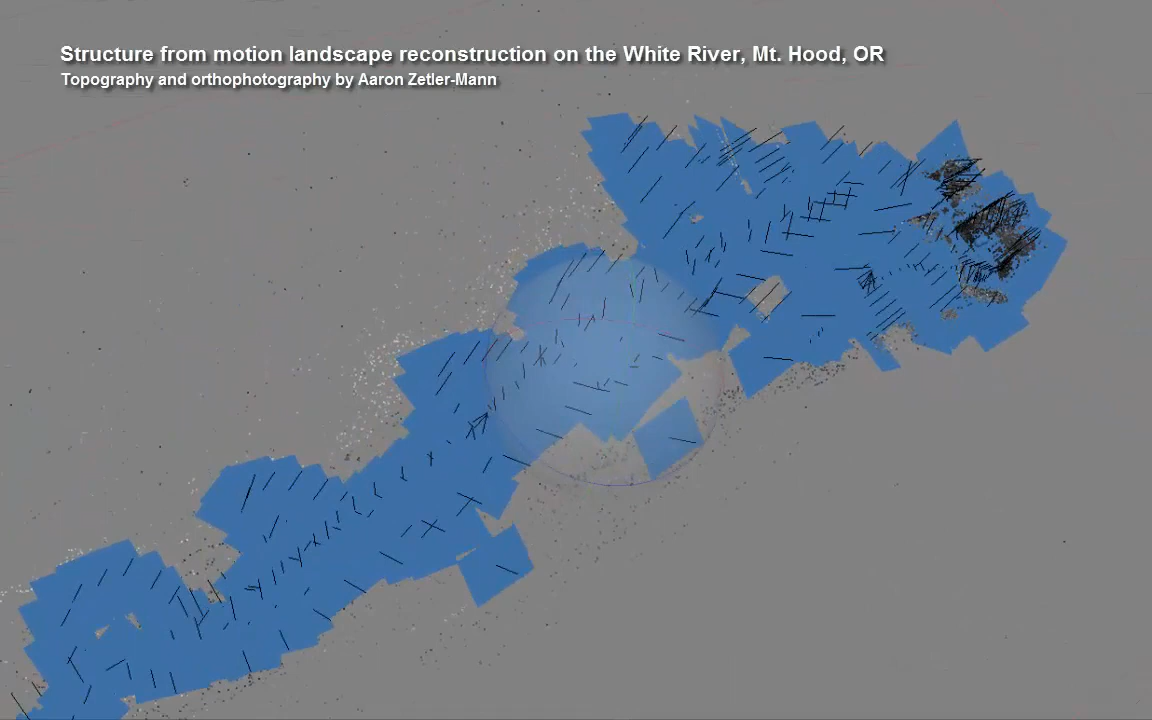 Structure from motion landscape reconstruction on the White River, Mt. Hood, OR
Topography and orthophotography by Aaron Zetler-Mann